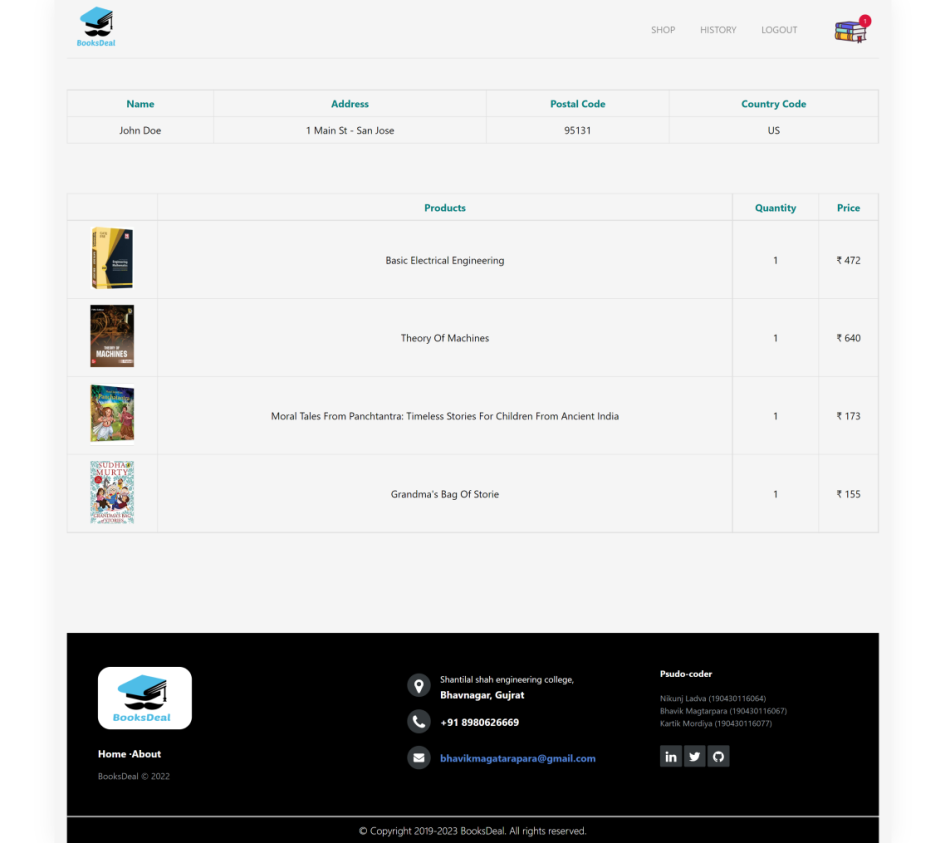 BooksDeal
SHOP HISTORY LOGOUT 1
Name Address Postal Code Country Code
John Doe 1 Main St - San Jose 95131 US
Products Quantity Price
Basic Electrical Engineering 1 ₹ 472
THEORY OF
MACHINES
Theory Of Machines 1 ₹ 640
Panchtantra
Moral Tales From Panchtantra: Timeless Stories For Children From Ancient India 1 ₹ 173
SUDHA
MURTY
Grandma's Bag Of Storie 1 ₹ 155
BooksDeal
Home ·About
BooksDeal © 2022
Shantilal shah engineering college,
Bhavnagar, Gujrat
+91 8980626669
bhavikmagatarapara@gmail.com
Psudo-coder
Nikunj Ladva (190430116064)
Bhavik Magtarpara (190430116067)
Kartik Mordiya (190430116077)
© Copyright 2019-2023 BooksDeal. All rights reserved.